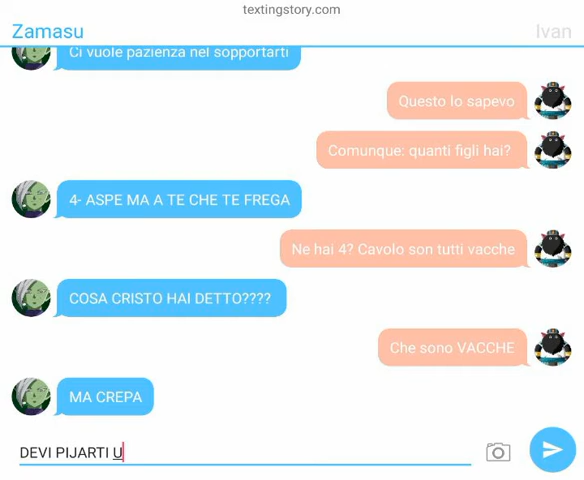 textingstory.com
Zamasu
Ivan
Ci vuole pazienza nel sopportarti
Questo lo sapevo
Comunque: quanti figli hai?
4- ASPE MA A TE CHE TE FREGA
Ne hai 4? Cavolo son tutti vacche
COSA CRISTO HAI DETTO????
Che sono VACCHE
MA CREPA
DEVI PIJARTI U